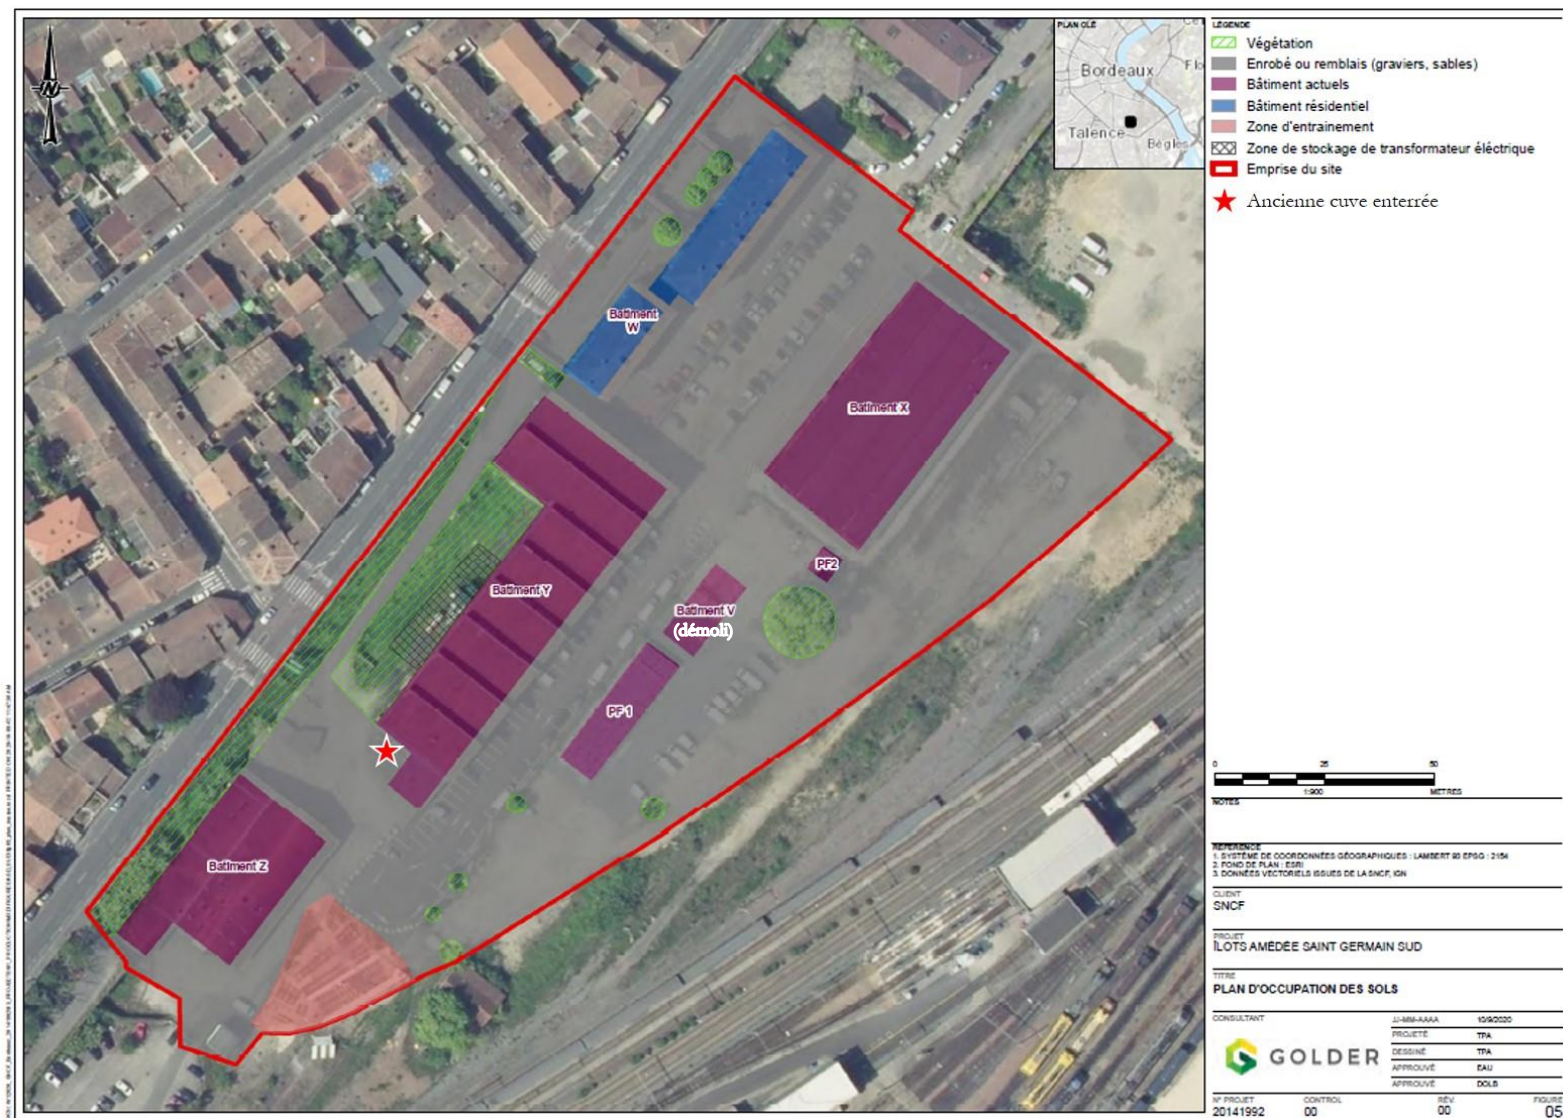 PLAN CLÉ
Bordeaux
Talence
Bègles
LÉGENDE
Végétation
Enrobé ou remblais (graviers, sables)
Bâtiment actuels
Bâtiment résidentiel
Zone d'entrainement
Zone de stockage de transformateur éléctrique
Emprise du site
Ancienne cuve enterrée
N
Batiment
W
Batiment X
Batiment Y
PF2
Batiment V
(démoli)
PF1
Batiment Z
0 25 50
1:900 METRES
NOTES
RÉFÉRENCE
1. SYSTÈME DE COORDONNÉES GÉOGRAPHIQUES : LAMBERT 93 EPSG : 2154
2. FOND DE PLAN : ESRI
3. DONNÉES VECTORIELS ISSUES DE LA SNCF, IGN
CLIENT
SNCF
PROJET
ÎLOTS AMÉDÉE SAINT GERMAIN SUD
TITRE
PLAN D'OCCUPATION DES SOLS
CONSULTANT
GOLDER
JJ-MM-AAAA 10/9/2020
PROJETÉ TPA
DESSINÉ TPA
APPROUVÉ EAU
APPROUVÉ DOLB
N° PROJET CONTROL RÉV FIGURE
20141992 00 00 05